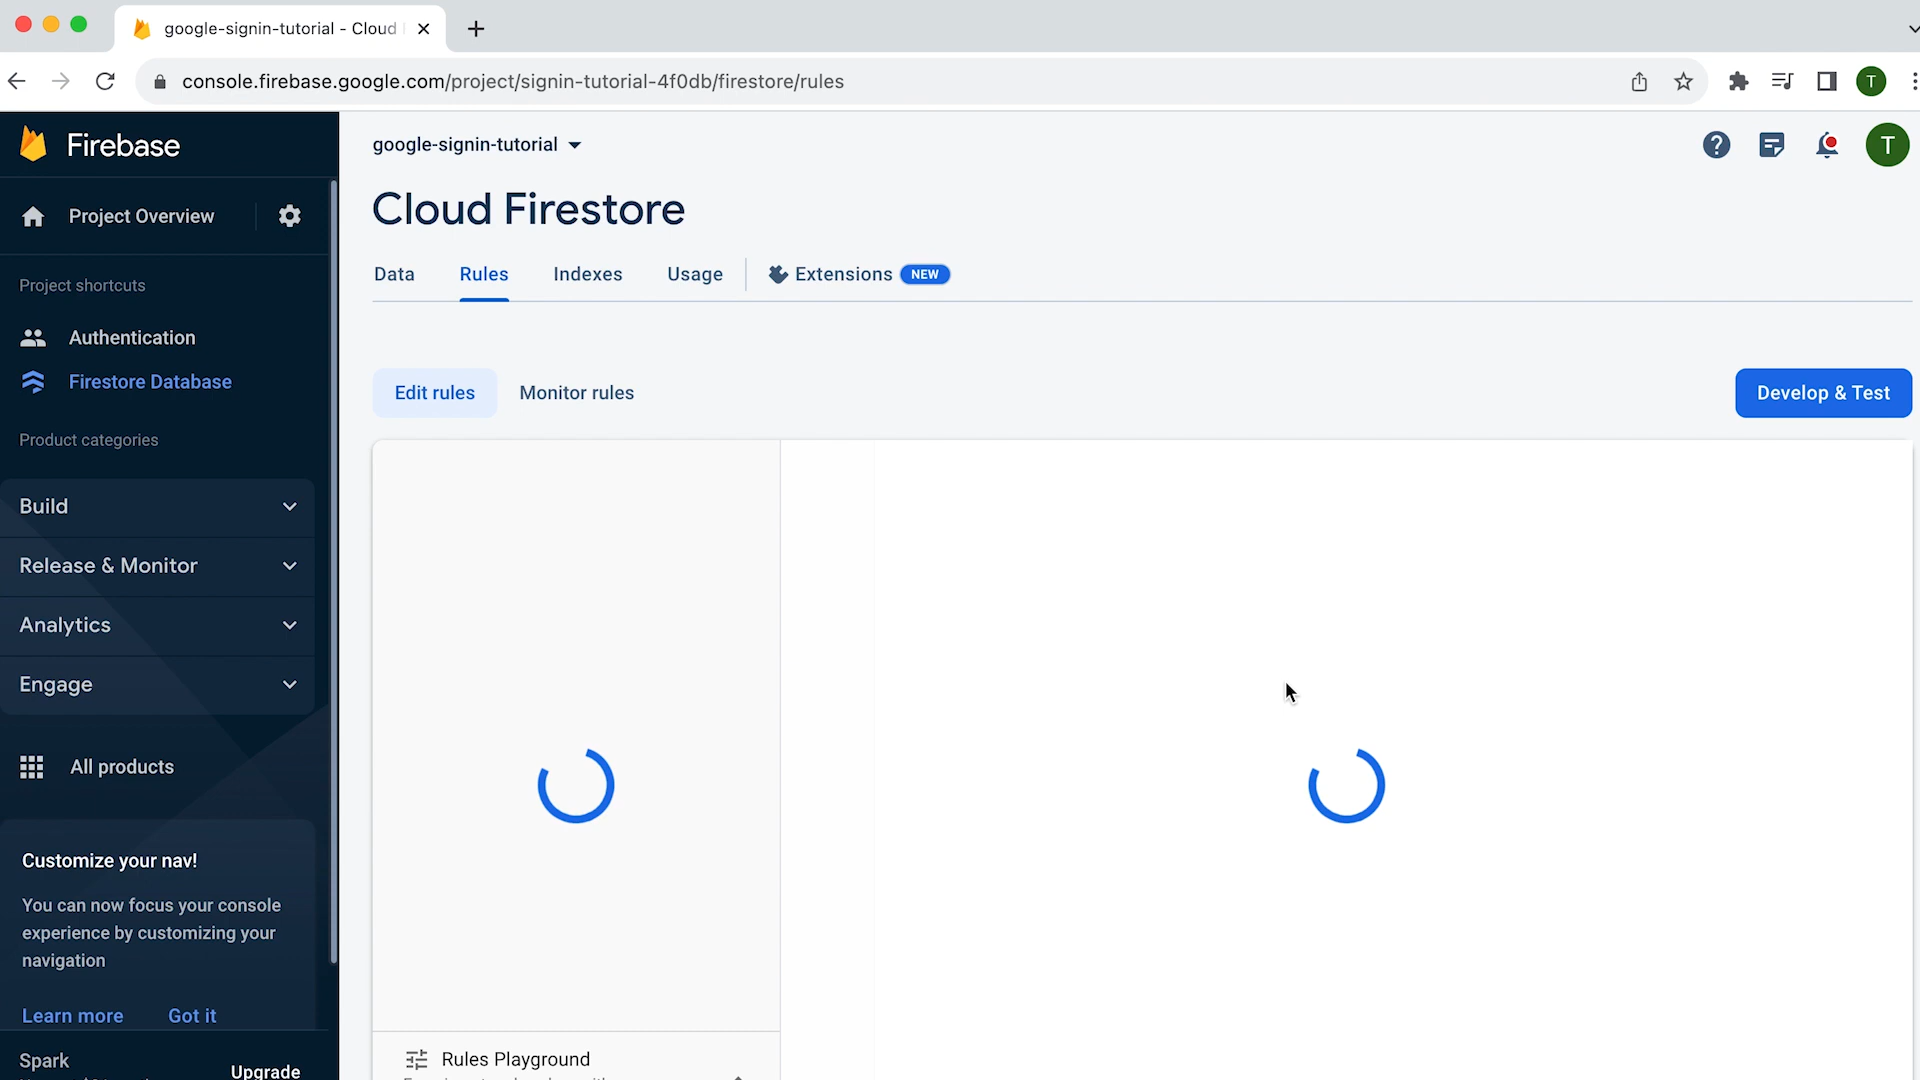 google-signin-tutorial - Cloud
console.firebase.google.com/project/signin-tutorial-4f0db/firestore/rules
T
Firebase
google-signin-tutorial
T
Cloud Firestore
Project Overview
Data
Rules
Indexes
Usage
Extensions
NEW
Project shortcuts
Authentication
Firestore Database
Edit rules
Monitor rules
Develop & Test
Product categories
Build
Release & Monitor
Analytics
Engage
All products
Customize your nav!
You can now focus your console
experience by customizing your
navigation
Learn more
Got it
Spark
Upgrade
Rules Playground